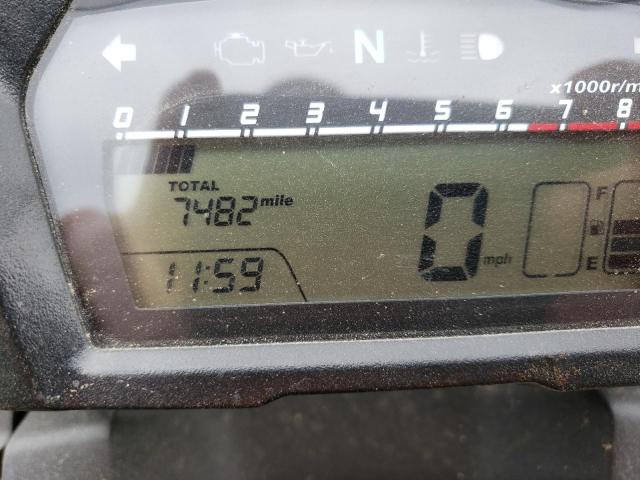 N
x1000r/m
0 1 2 3 4 5 6 7 8
TOTAL
7482 mile
11:59
0 mph
F
E